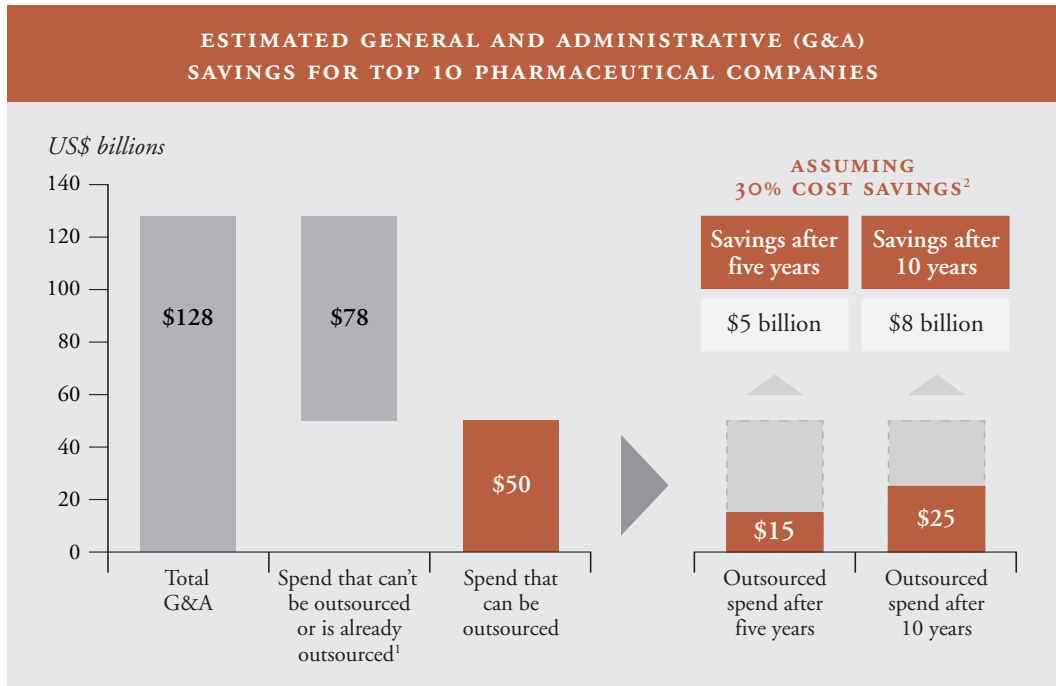 ESTIMATED GENERAL AND ADMINISTRATIVE (G&A)
SAVINGS FOR TOP 10 PHARMACEUTICAL COMPANIES
US$ billions
140
120
100
80
60
40
20
0
$128
$78
$50
Total
G&A
Spend that can’t
be outsourced
or is already
outsourced¹
Spend that
can be
outsourced
ASSUMING
30% COST SAVINGS²
Savings after
five years
Savings after
10 years
$5 billion
$8 billion
$15
$25
Outsourced
spend after
five years
Outsourced
spend after
10 years